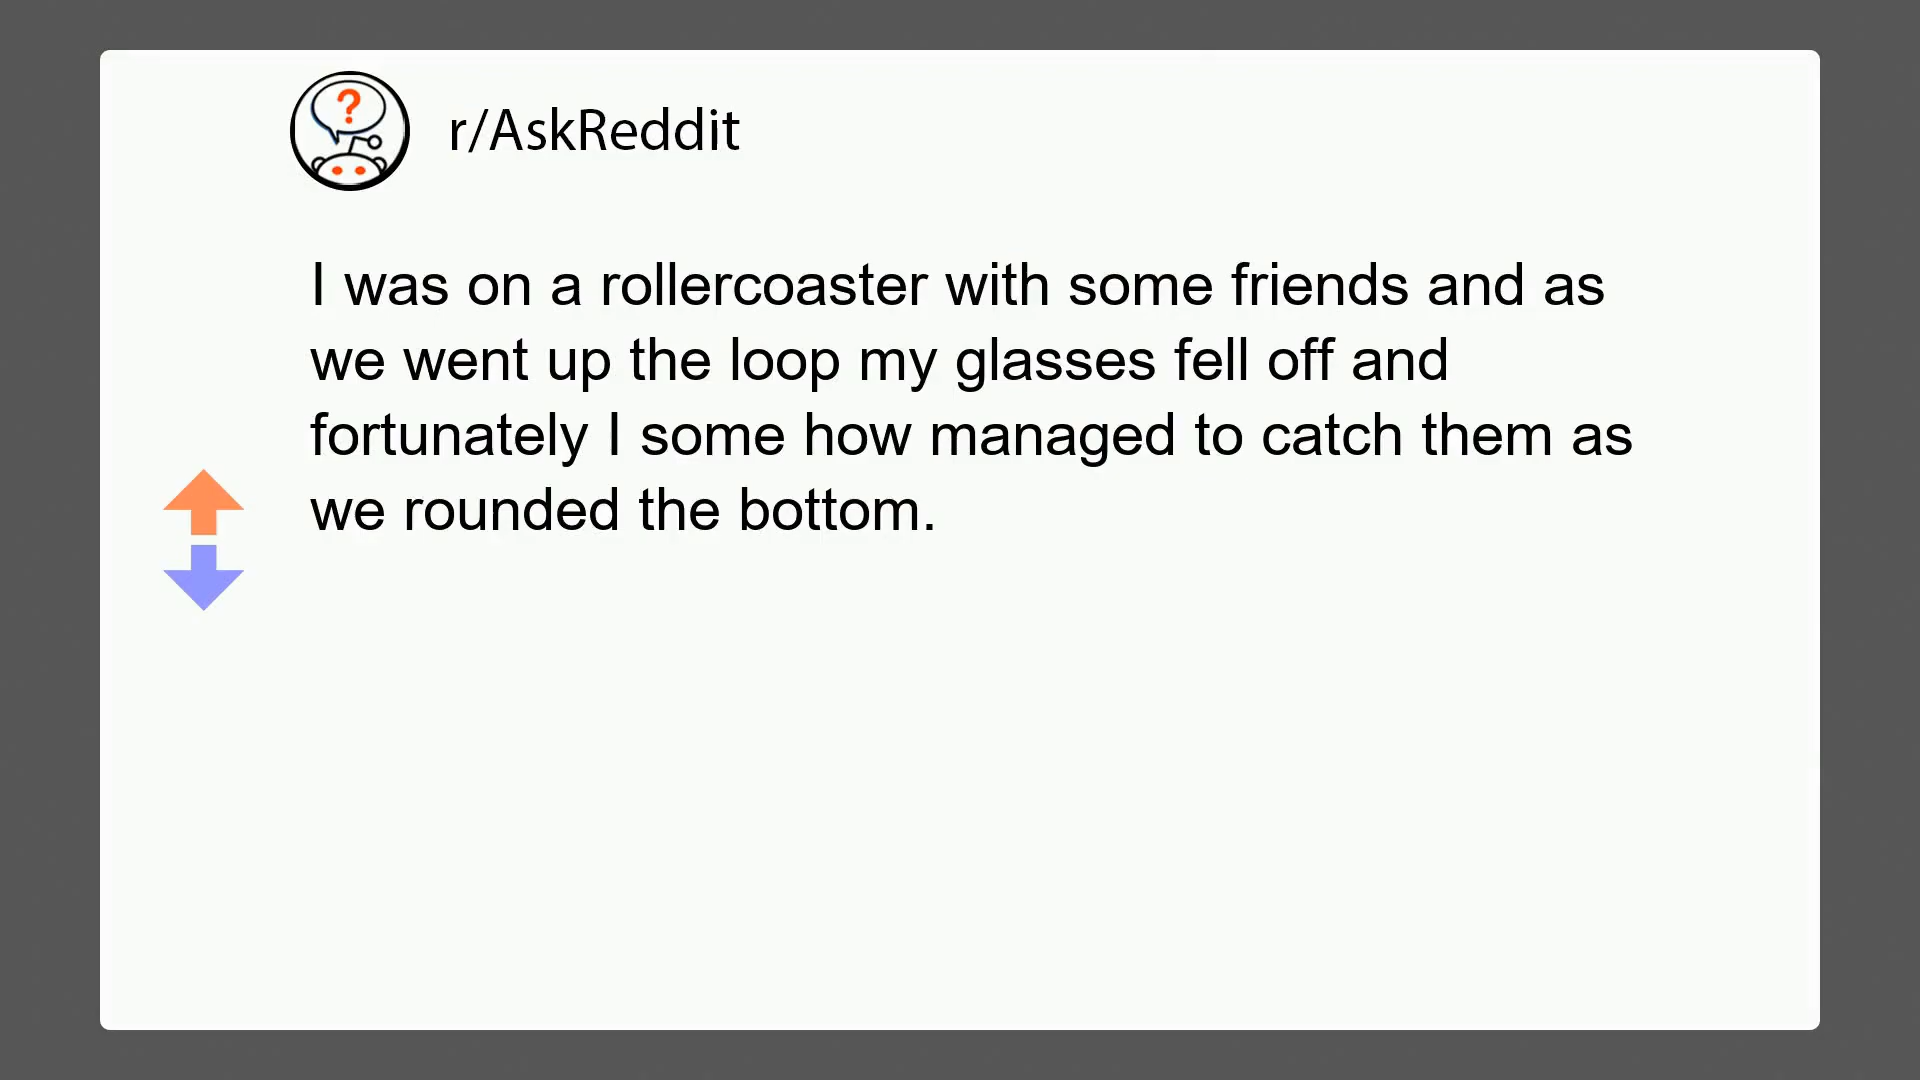 r/AskReddit
I was on a rollercoaster with some friends and as
we went up the loop my glasses fell off and
fortunately I some how managed to catch them as
we rounded the bottom.